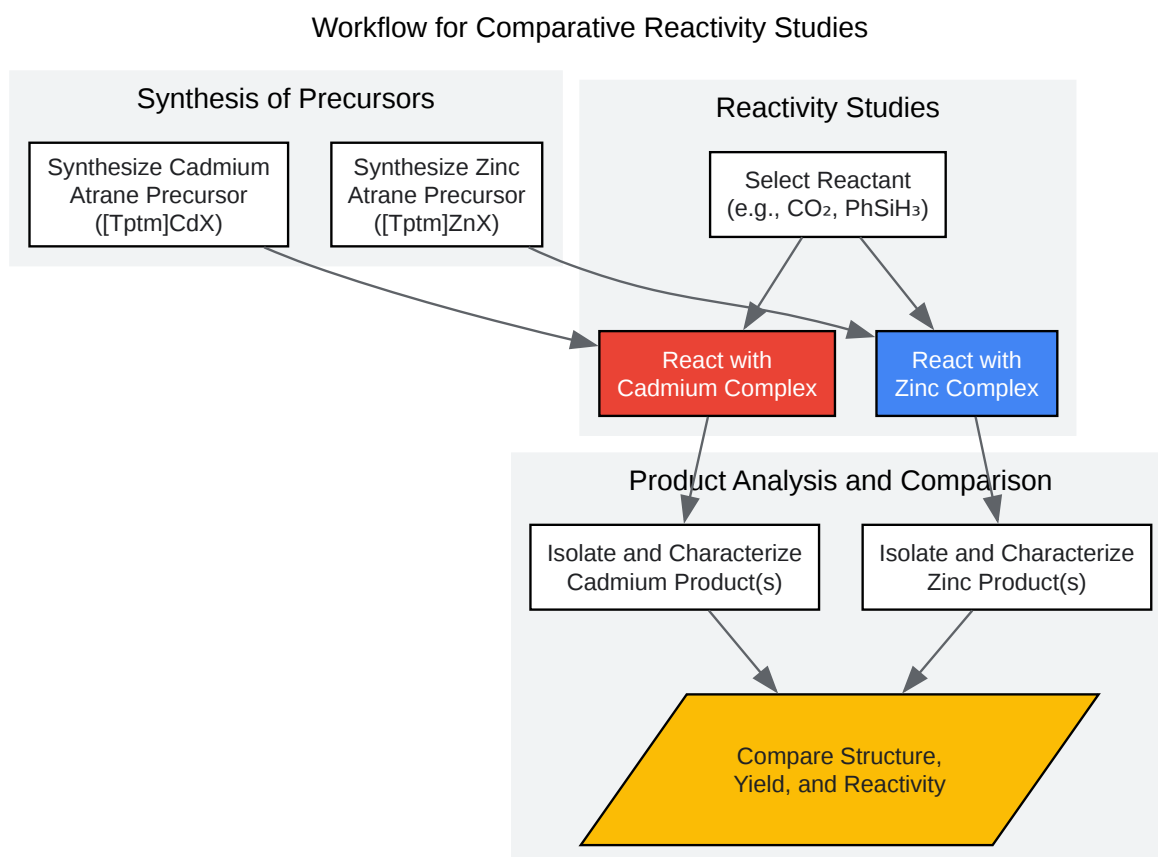 Workflow for Comparative Reactivity Studies
Synthesis of Precursors
Synthesize Cadmium
Atrane Precursor
([Tptm]CdX)
Synthesize Zinc
Atrane Precursor
([Tptm]ZnX)
Reactivity Studies
Select Reactant
(e.g., CO₂, PhSiH₃)
React with
Cadmium Complex
React with
Zinc Complex
Product Analysis and Comparison
Isolate and Characterize
Cadmium Product(s)
Isolate and Characterize
Zinc Product(s)
Compare Structure,
Yield, and Reactivity